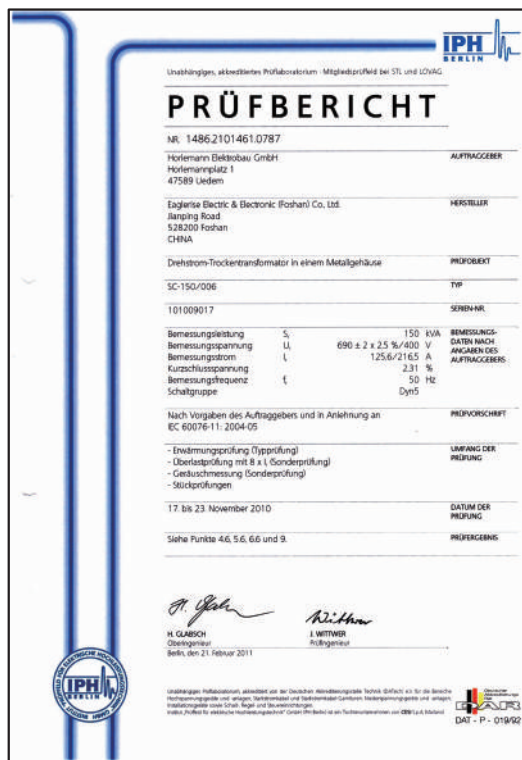 IPH
BERLIN
Unabhängiges, akkreditiertes Prüflaboratorium - Mitgliedsprüffeld bei STL und LOVAG
PRÜFBERICHT
NR. 1486.2101461.0787
Horlemann Elektrobau GmbH AUFTRAGGEBER
Horlemannplatz 1
47589 Uedem
Eaglerise Electric & Electronic (Foshan) Co., Ltd. HERSTELLER
Jianping Road
528200 Foshan
CHINA
Drehstrom-Trockentransformator in einem Metallgehäuse PRÜFOBJEKT
SC-150/006 TYP
101009017 SERIEN-NR.
Bemessungsleistung Sr 150 kVA BEMESSUNGS-
Bemessungsspannung Ur 690 ± 2 x 2.5 %/400 V DATEN NACH
Bemessungsstrom Ir 125,6/216,5 A ANGABEN DES
Kurzschlussspannung 2.31 % AUFTRAGGEBERS
Bemessungsfrequenz fr 50 Hz
Schaltgruppe Dyn5
Nach Vorgaben des Auftraggebers und in Anlehnung an PRÜFVORSCHRIFT
IEC 60076-11: 2004-05
- Erwärmungsprüfung (Typprüfung) UMFANG DER
- Überlastprüfung mit 8 x Ir (Sonderprüfung) PRÜFUNG
- Geräuschmessung (Sonderprüfung)
- Stückprüfungen
17. bis 23. November 2010 DATUM DER
PRÜFUNG
Siehe Punkte 4.6, 5.6, 6.6 und 9. PRÜFERGEBNIS
H. GLABSCH J. WITTWER
Oberingenieur Prüfingenieur
Berlin, den 21. Februar 2011
IPH
DAR
DAT - P - 019/92